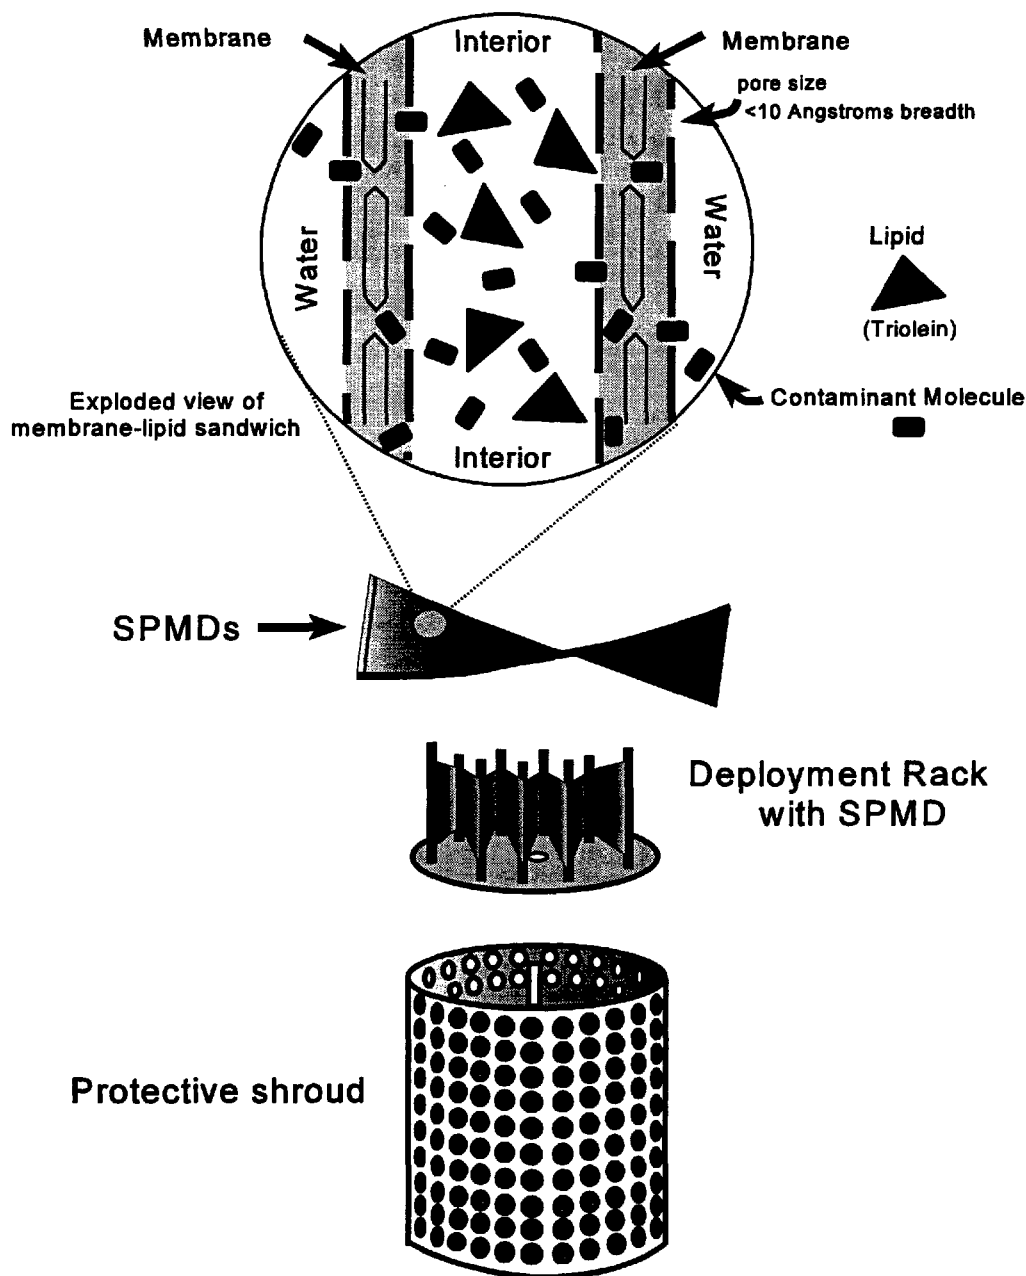 Membrane
Interior
Membrane
pore size
<10 Angstroms breadth
Water
Water
Lipid
(Triolein)
Exploded view of
membrane-lipid sandwich
Contaminant Molecule
Interior
SPMDs
Deployment Rack
with SPMD
Protective shroud